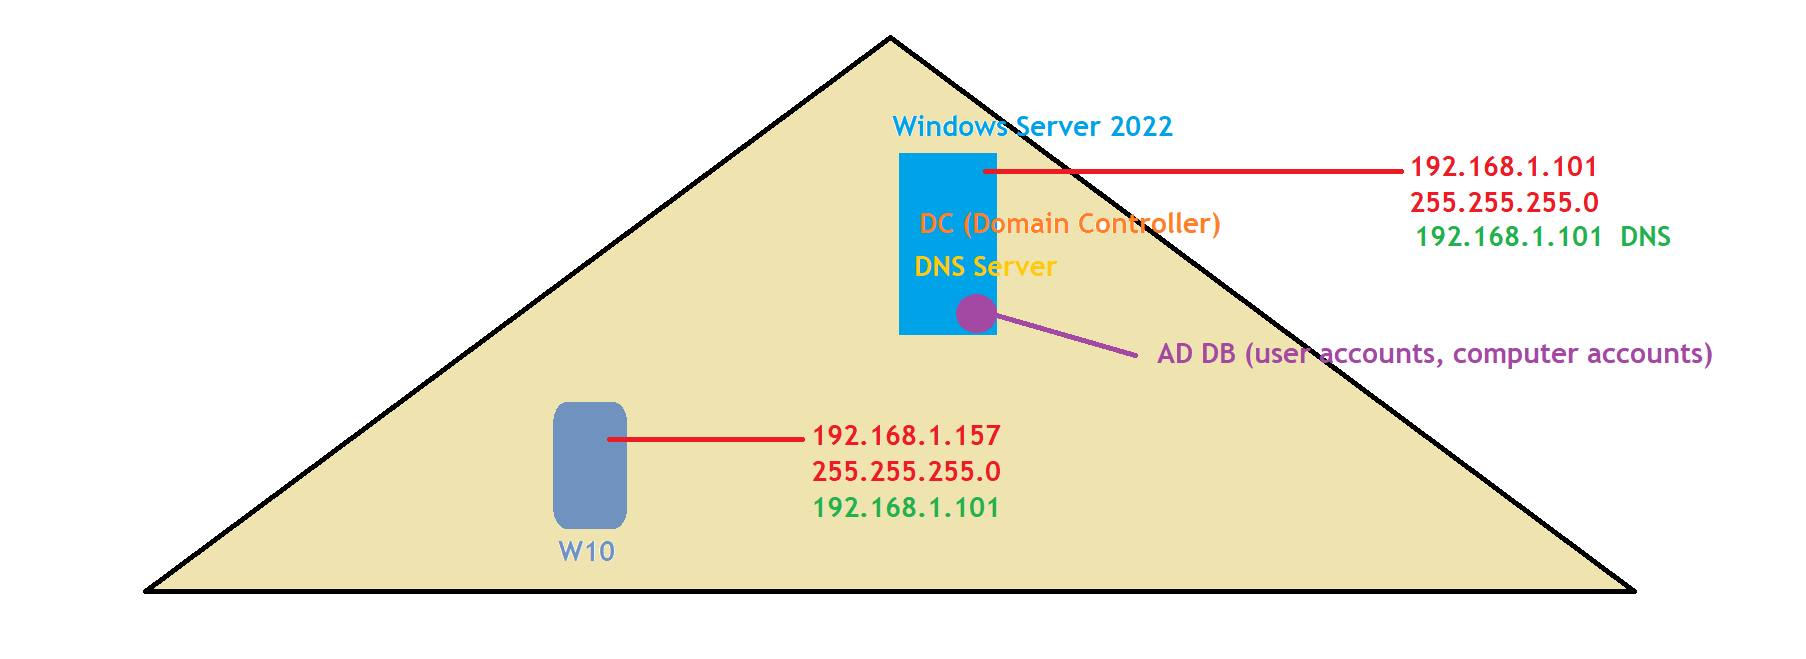 Windows Server 2022
192.168.1.101
255.255.255.0
192.168.1.101 DNS
DC (Domain Controller)
DNS Server
AD DB (user accounts, computer accounts)
192.168.1.157
255.255.255.0
192.168.1.101
W10